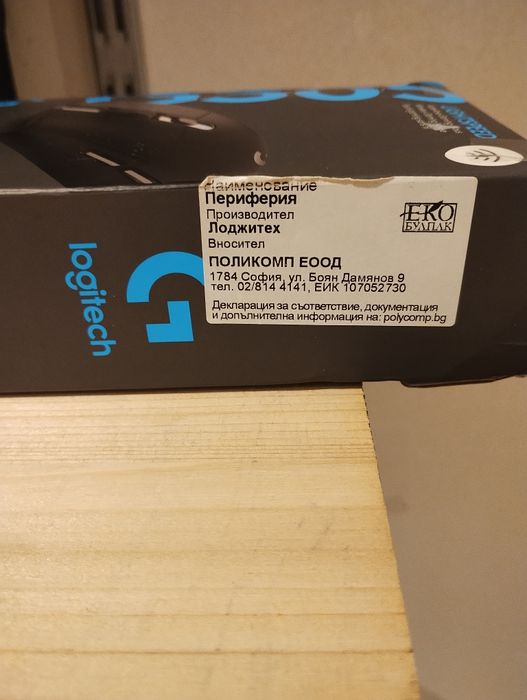 Наименование
Периферия
Производител
Лоджитех
Вносител
ПОЛИКОМП ЕООД
1784 София, ул. Боян Дамянов 9
тел. 02/814 4141, ЕИК 107052730
Декларация за съответствие, документация
и допълнителна информация на: polycomp.bg
ЕКО
БУЛПАК
logitech
G